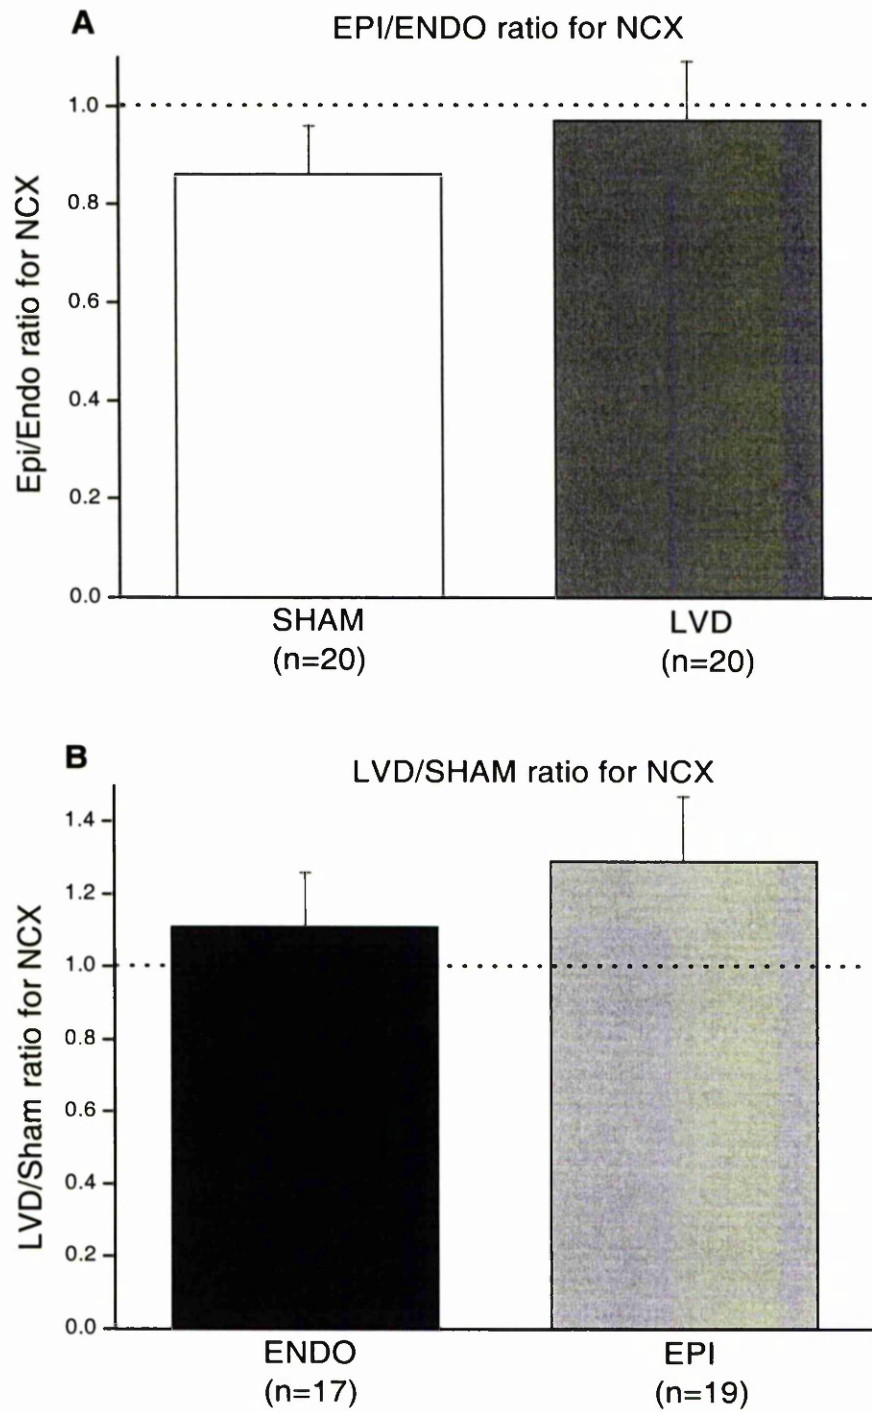 A
EPI/ENDO ratio for NCX
Epi/Endo ratio for NCX
1.0
0.8
0.6
0.4
0.2
0.0
SHAM
LVD
(n=20)
(n=20)
B
LVD/SHAM ratio for NCX
LVD/Sham ratio for NCX
1.4
1.2
1.0
0.8
0.6
0.4
0.2
0.0
ENDO
EPI
(n=17)
(n=19)